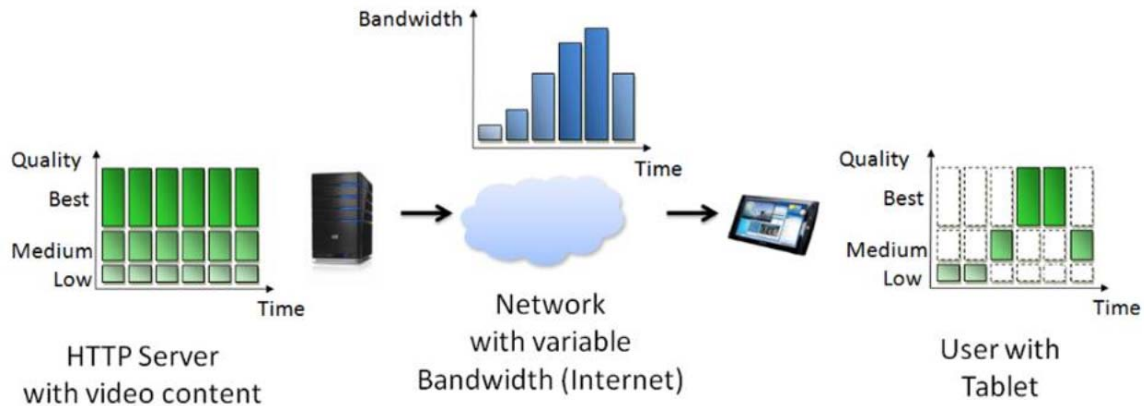 Bandwidth
Time
Quality
Best
Medium
Low
Time
HTTP Server
with video content
Network
with variable
Bandwidth (Internet)
Quality
Best
Medium
Low
Time
User with
Tablet